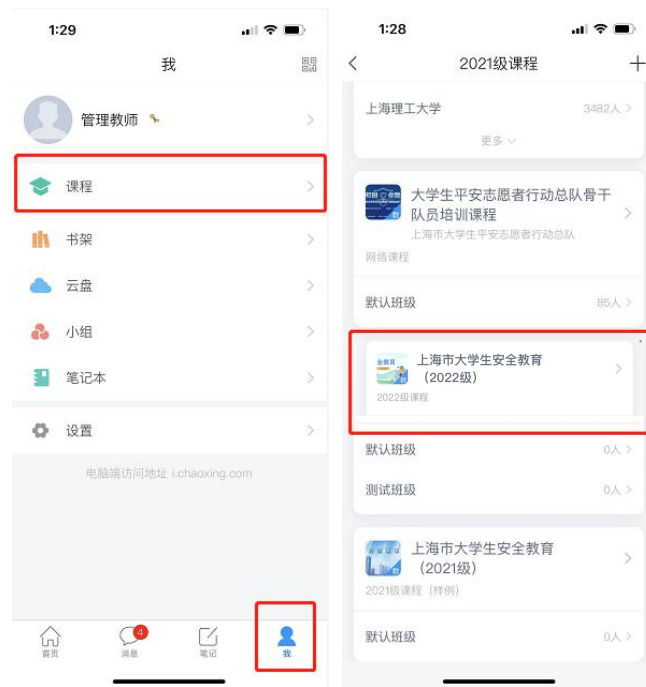 1:29
我
管理教师
课程
书架
云盘
小组
笔记本
设置
电脑端访问地址 i.chaoxing.com
4
首页
消息
笔记
我
1:28
2021级课程
上海理工大学
3482人
更多
大学生平安志愿者行动总队骨干
队员培训课程
上海市大学生平安志愿者行动总队
网络课程
默认班级
85人
上海市大学生安全教育
（2022级）
2022级课程
默认班级
0人
测试班级
0人
上海市大学生安全教育
（2021级）
2021级课程（样例）
默认班级
0人